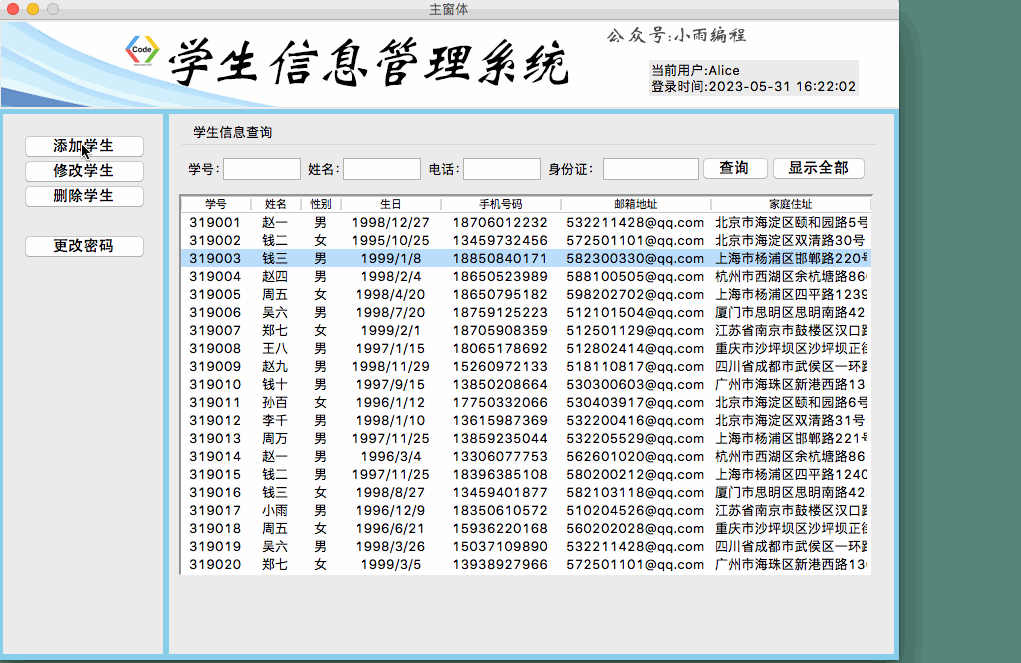 主窗体
Code
学生信息管理系统
公众号:小雨编程
当前用户:Alice
登录时间:2023-05-31 16:22:02
添加学生
修改学生
删除学生
更改密码
学生信息查询
学号: 姓名: 电话: 身份证: 查询 显示全部
学号 姓名 性别 生日 手机号码 邮箱地址 家庭住址
319001 赵一 男 1998/12/27 18706012232 532211428@qq.com 北京市海淀区颐和园路5号
319002 钱二 女 1995/10/25 13459732456 572501101@qq.com 北京市海淀区双清路30号
319003 钱三 男 1999/1/8 18850840171 582300330@qq.com 上海市杨浦区邯郸路220号
319004 赵四 男 1998/2/4 18650523989 588100505@qq.com 杭州市西湖区余杭塘路86
319005 周五 女 1998/4/20 18650795182 598202702@qq.com 上海市杨浦区四平路1239
319006 吴六 男 1998/7/20 18759125223 512101504@qq.com 厦门市思明区思明南路42
319007 郑七 女 1999/2/1 18705908359 512501129@qq.com 江苏省南京市鼓楼区汉口路
319008 王八 男 1997/1/15 18065178692 512802414@qq.com 重庆市沙坪坝区沙坪坝正街
319009 赵九 男 1998/11/29 15260972133 518110817@qq.com 四川省成都市武侯区一环路
319010 钱十 男 1997/9/15 13850208664 530300603@qq.com 广州市海珠区新港西路13
319011 孙百 女 1996/1/12 17750332066 530403917@qq.com 北京市海淀区颐和园路6号
319012 李千 男 1998/1/10 13615987369 532200416@qq.com 北京市海淀区双清路31号
319013 周万 男 1997/11/25 13859235044 532205529@qq.com 上海市杨浦区邯郸路221号
319014 赵一 男 1996/3/4 13306077753 562601020@qq.com 杭州市西湖区余杭塘路86
319015 钱二 男 1997/11/25 18396385108 580200212@qq.com 上海市杨浦区四平路1240
319016 钱三 女 1998/8/27 13459401877 582103118@qq.com 厦门市思明区思明南路42
319017 小雨 男 1996/12/9 18350610572 510204526@qq.com 江苏省南京市鼓楼区汉口路
319018 周五 女 1996/6/21 15936220168 560202028@qq.com 重庆市沙坪坝区沙坪坝正街
319019 吴六 男 1998/3/26 15037109890 532211428@qq.com 四川省成都市武侯区一环路
319020 郑七 女 1999/3/5 13938927966 572501101@qq.com 广州市海珠区新港西路13